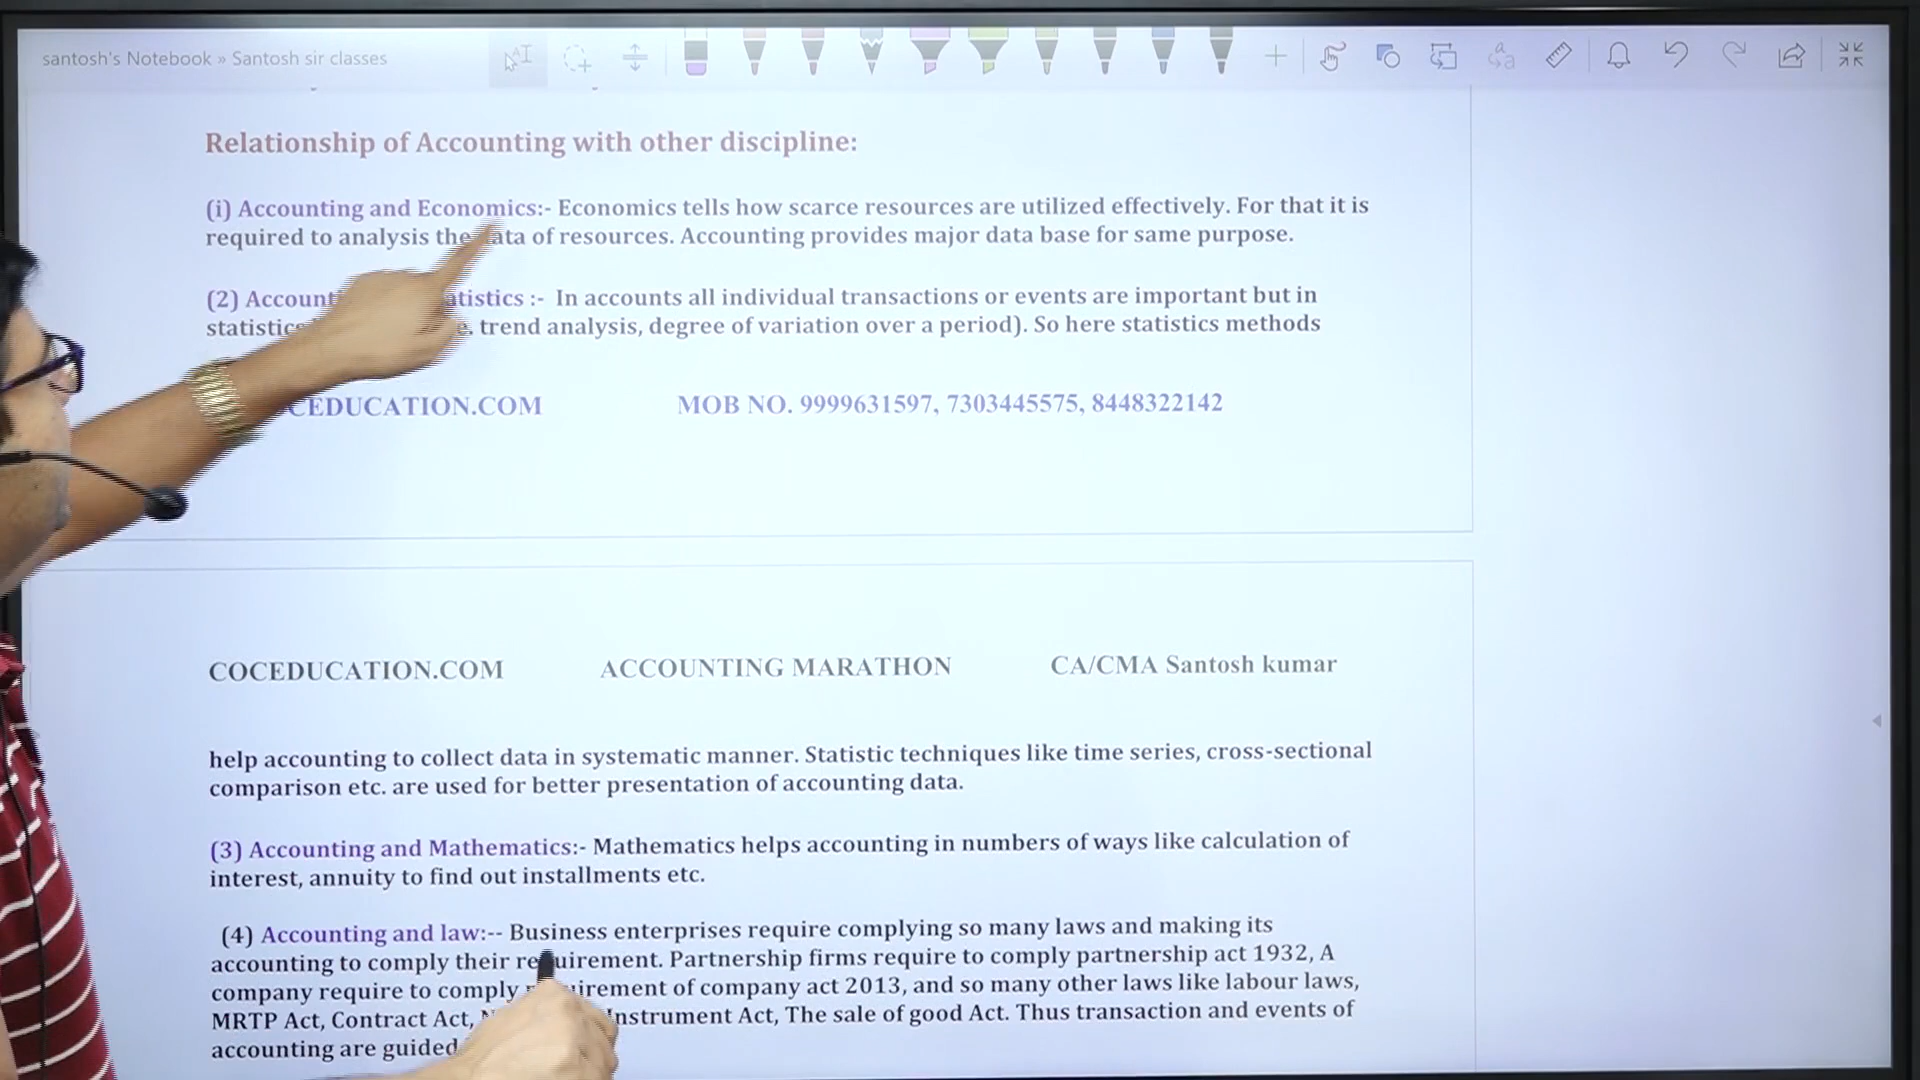 santosh's Notebook » Santosh sir classes
Relationship of Accounting with other discipline:
(i) Accounting and Economics:- Economics tells how scarce resources are utilized effectively. For that it is
required to analysis the data of resources. Accounting provides major data base for same purpose.
(2) Account atistics :- In accounts all individual transactions or events are important but in
statistics e. trend analysis, degree of variation over a period). So here statistics methods
CEDUCATION.COM MOB NO. 9999631597, 7303445575, 8448322142
COCEDUCATION.COM ACCOUNTING MARATHON CA/CMA Santosh kumar
help accounting to collect data in systematic manner. Statistic techniques like time series, cross-sectional
comparison etc. are used for better presentation of accounting data.
(3) Accounting and Mathematics:- Mathematics helps accounting in numbers of ways like calculation of
interest, annuity to find out installments etc.
(4) Accounting and law:-- Business enterprises require complying so many laws and making its
accounting to comply their requirement. Partnership firms require to comply partnership act 1932, A
company require to comply requirement of company act 2013, and so many other laws like labour laws,
MRTP Act, Contract Act, Instrument Act, The sale of good Act. Thus transaction and events of
accounting are guided